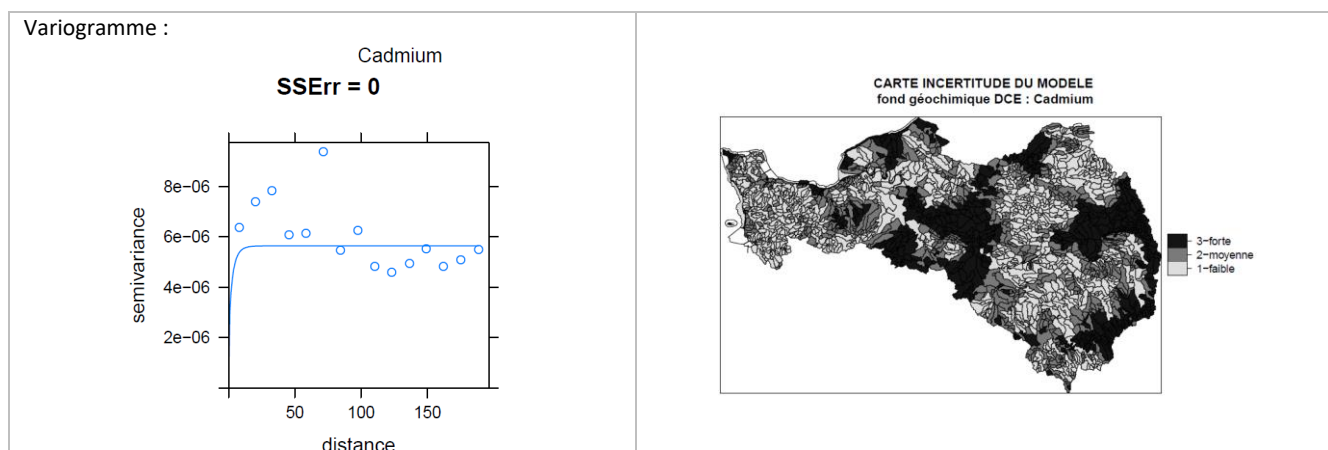 Variogramme :
Cadmium
SSErr = 0
8e−06
6e−06
4e−06
2e−06
semivariance
50 100 150
distance
CARTE INCERTITUDE DU MODELE
fond géochimique DCE : Cadmium
3−forte
2−moyenne
1−faible